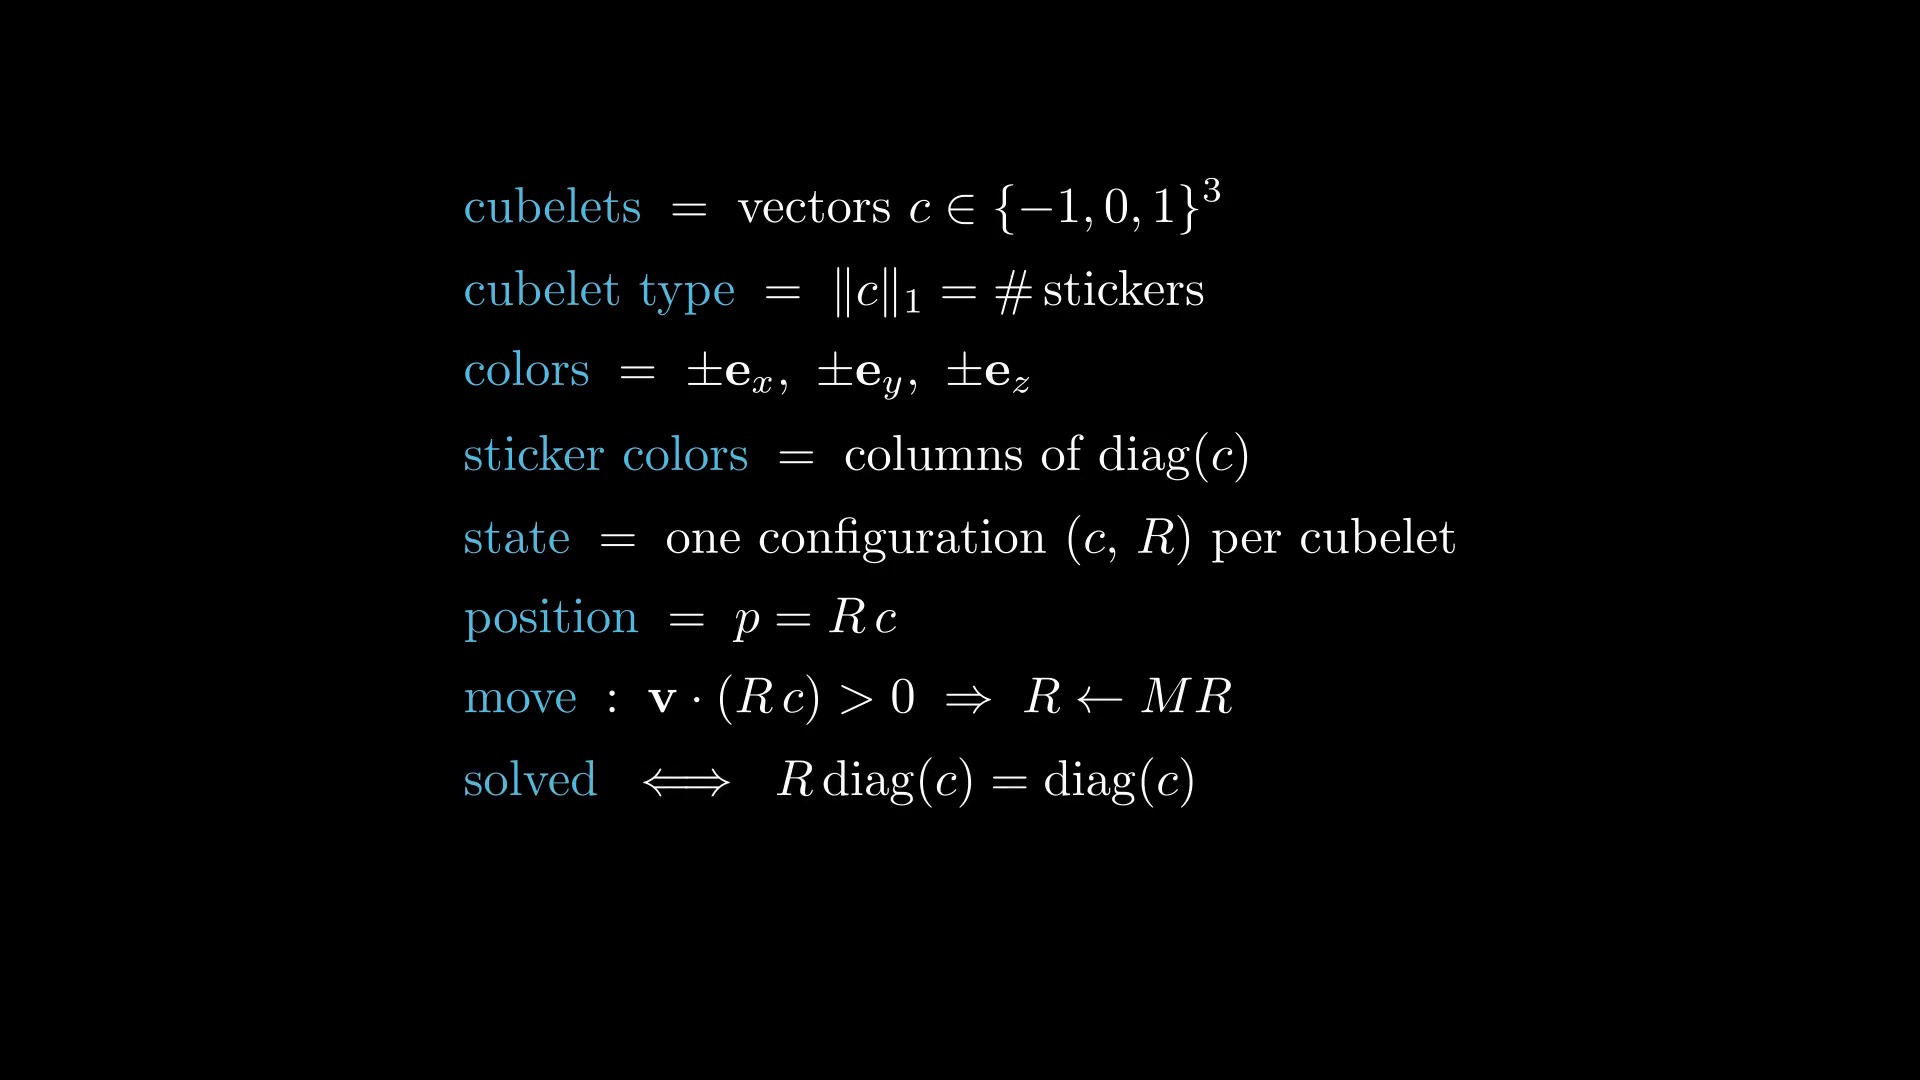 cubelets = vectors c ∈ {−1, 0, 1}³
cubelet type = ‖c‖₁ = # stickers
colors = ±𝐞ₓ, ±𝐞_y, ±𝐞_z
sticker colors = columns of diag(c)
state = one configuration (c, R) per cubelet
position = p = R c
move : 𝐯 · (R c) > 0 ⇒ R ← MR
solved ⟺ R diag(c) = diag(c)